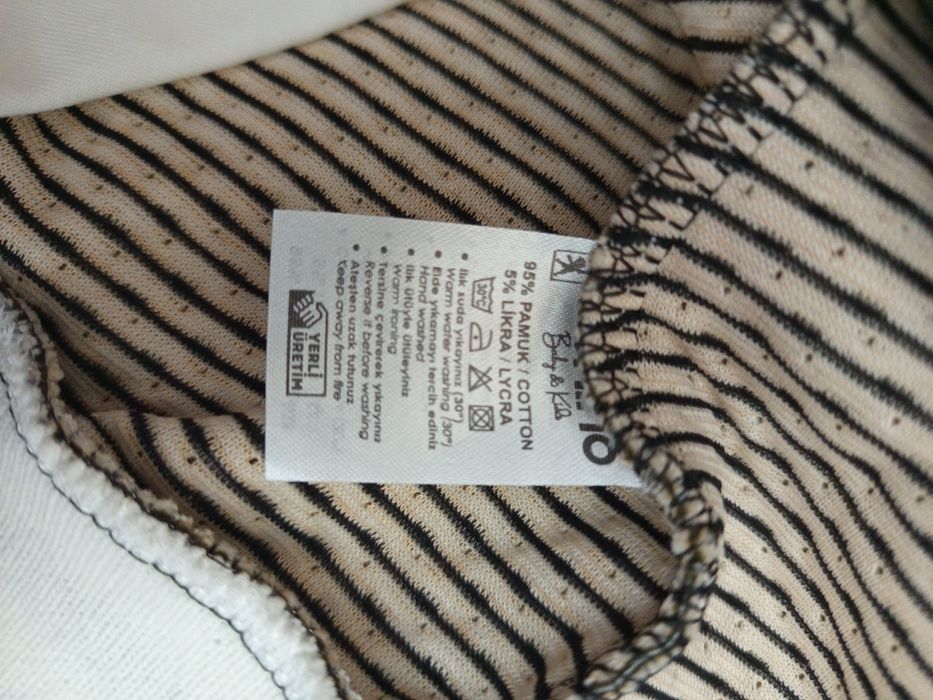 Baby & Kids
95% PAMUK / COTTON
5% LİKRA / LYCRA
30°C
• Ilık suda yıkayınız (30°)
Warm water washing (30°)
• Elde yıkamayı tercih ediniz
Hand washed
• Ilık ütüyle ütüleyiniz
Warm ironing
• Tersine çevirerek yıkayınız
Reverse it before washing
• Ateşten uzak tutunuz
Keep away from fire
YERLİ
ÜRETİM